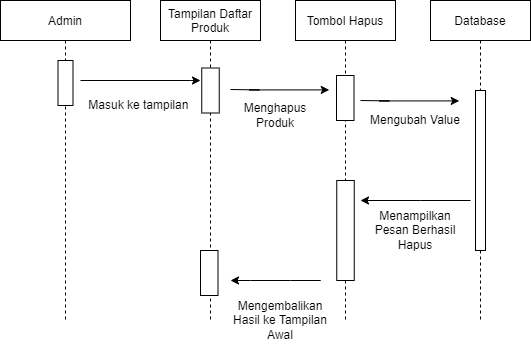 Admin
Tampilan Daftar
Produk
Tombol Hapus
Database
Masuk ke tampilan
Menghapus
Produk
Mengubah Value
Menampilkan
Pesan Berhasil
Hapus
Mengembalikan
Hasil ke Tampilan
Awal